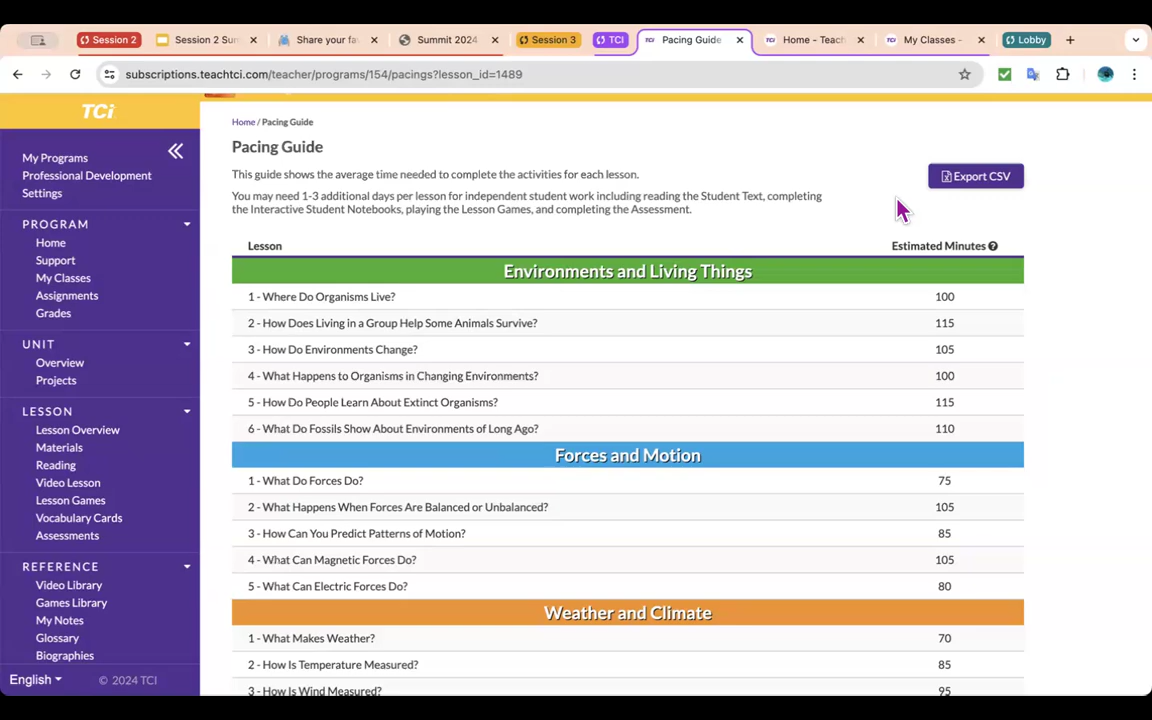 Session 2
Session 2 Sum
Share your fav
Summit 2024
Session 3
TCI
Pacing Guide
Home - Teach
My Classes -
Lobby
subscriptions.teachtci.com/teacher/programs/154/pacings?lesson_id=1489
TCi
My Programs
Professional Development
Settings
PROGRAM
Home
Support
My Classes
Assignments
Grades
UNIT
Overview
Projects
LESSON
Lesson Overview
Materials
Reading
Video Lesson
Lesson Games
Vocabulary Cards
Assessments
REFERENCE
Video Library
Games Library
My Notes
Glossary
Biographies
English © 2024 TCI
Home / Pacing Guide
Pacing Guide
This guide shows the average time needed to complete the activities for each lesson.
Export CSV
You may need 1-3 additional days per lesson for independent student work including reading the Student Text, completing
the Interactive Student Notebooks, playing the Lesson Games, and completing the Assessment.
Lesson Estimated Minutes
Environments and Living Things
1 - Where Do Organisms Live? 100
2 - How Does Living in a Group Help Some Animals Survive? 115
3 - How Do Environments Change? 105
4 - What Happens to Organisms in Changing Environments? 100
5 - How Do People Learn About Extinct Organisms? 115
6 - What Do Fossils Show About Environments of Long Ago? 110
Forces and Motion
1 - What Do Forces Do? 75
2 - What Happens When Forces Are Balanced or Unbalanced? 105
3 - How Can You Predict Patterns of Motion? 85
4 - What Can Magnetic Forces Do? 105
5 - What Can Electric Forces Do? 80
Weather and Climate
1 - What Makes Weather? 70
2 - How Is Temperature Measured? 85
3 - How Is Wind Measured? 95